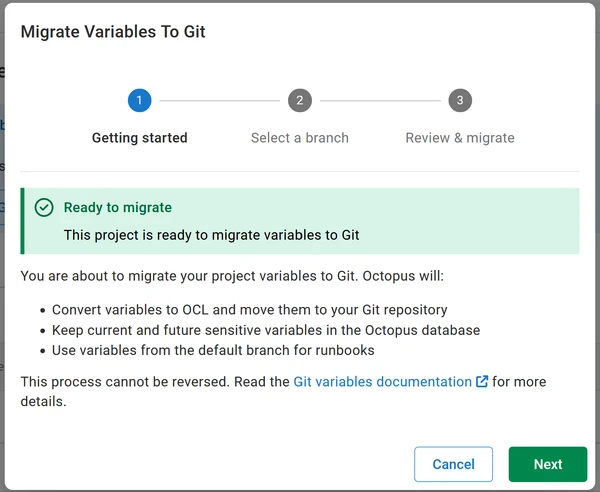 Migrate Variables To Git
1 2 3
Getting started Select a branch Review & migrate
Ready to migrate
This project is ready to migrate variables to Git
You are about to migrate your project variables to Git. Octopus will:
• Convert variables to OCL and move them to your Git repository
• Keep current and future sensitive variables in the Octopus database
• Use variables from the default branch for runbooks
This process cannot be reversed. Read the Git variables documentation for more
details.
Cancel Next